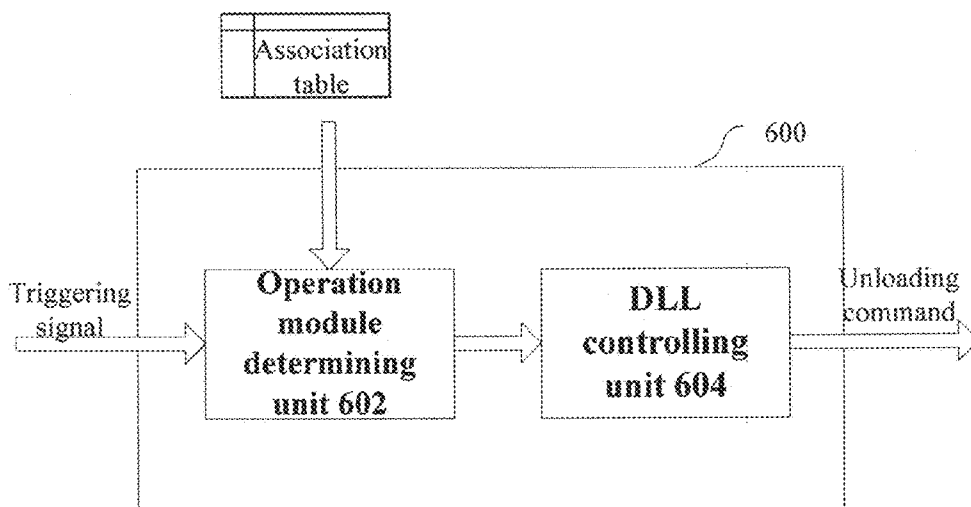 Association
table
600
Triggering
signal
Operation
module
determining
unit 602
DLL
controlling
unit 604
Unloading
command